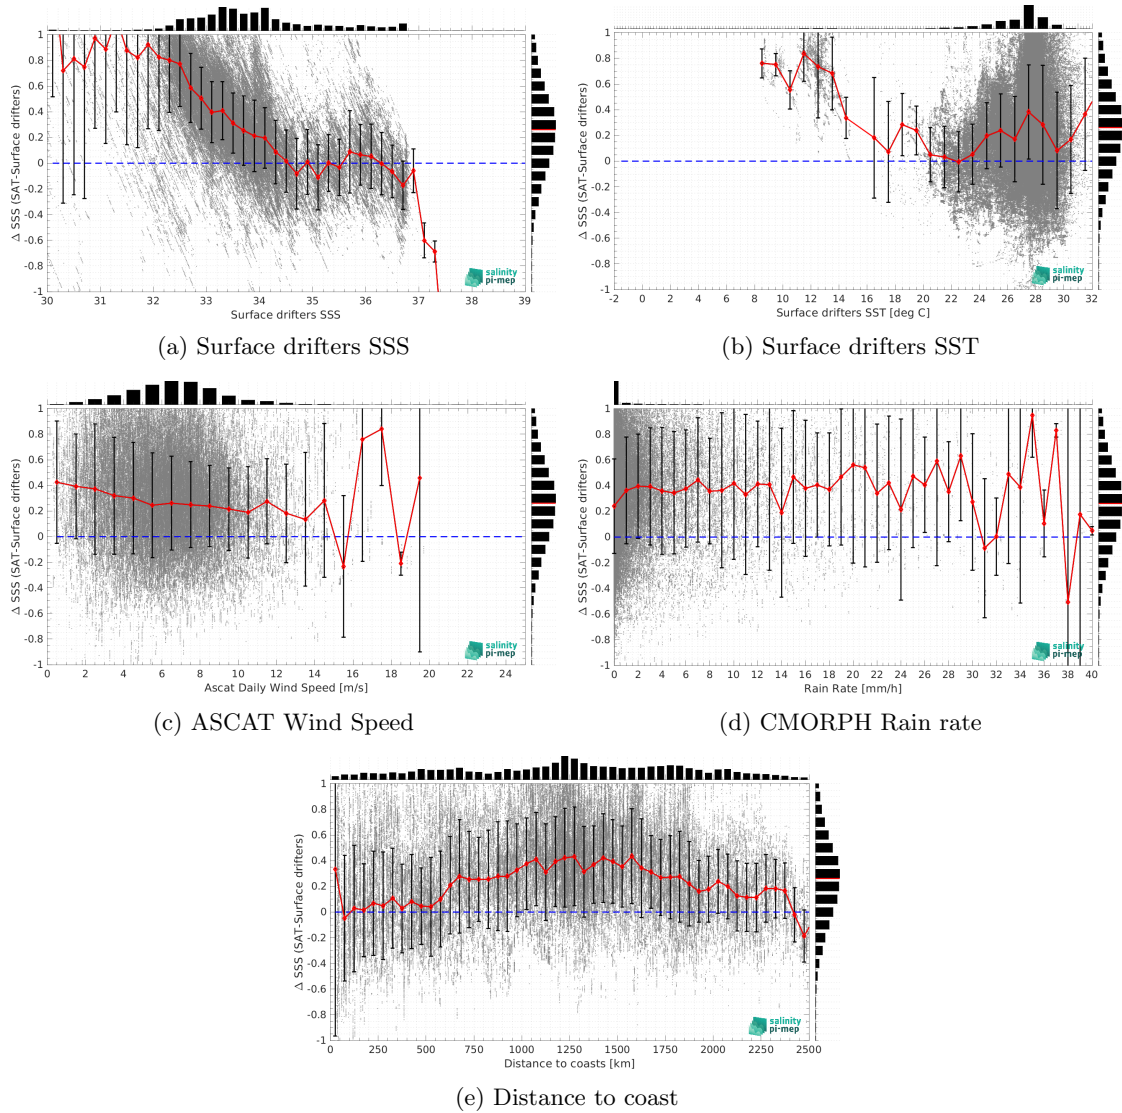 1
0.8
0.6
0.4
0.2
0
-0.2
-0.4
-0.6
-0.8
-1
Δ SSS (SAT-Surface drifters)
30 31 32 33 34 35 36 37 38 39
Surface drifters SSS
salinity
pi-mep
(a) Surface drifters SSS
1
0.8
0.6
0.4
0.2
0
-0.2
-0.4
-0.6
-0.8
-1
Δ SSS (SAT-Surface drifters)
-2 0 2 4 6 8 10 12 14 16 18 20 22 24 26 28 30 32
Surface drifters SST [deg C]
salinity
pi-mep
(b) Surface drifters SST
1
0.8
0.6
0.4
0.2
0
-0.2
-0.4
-0.6
-0.8
-1
Δ SSS (SAT-Surface drifters)
0 2 4 6 8 10 12 14 16 18 20 22 24
Ascat Daily Wind Speed [m/s]
salinity
pi-mep
(c) ASCAT Wind Speed
1
0.8
0.6
0.4
0.2
0
-0.2
-0.4
-0.6
-0.8
-1
Δ SSS (SAT-Surface drifters)
0 2 4 6 8 10 12 14 16 18 20 22 24 26 28 30 32 34 36 38 40
Rain Rate [mm/h]
salinity
pi-mep
(d) CMORPH Rain rate
1
0.8
0.6
0.4
0.2
0
-0.2
-0.4
-0.6
-0.8
-1
Δ SSS (SAT-Surface drifters)
0 250 500 750 1000 1250 1500 1750 2000 2250 2500
Distance to coasts [km]
salinity
pi-mep
(e) Distance to coast